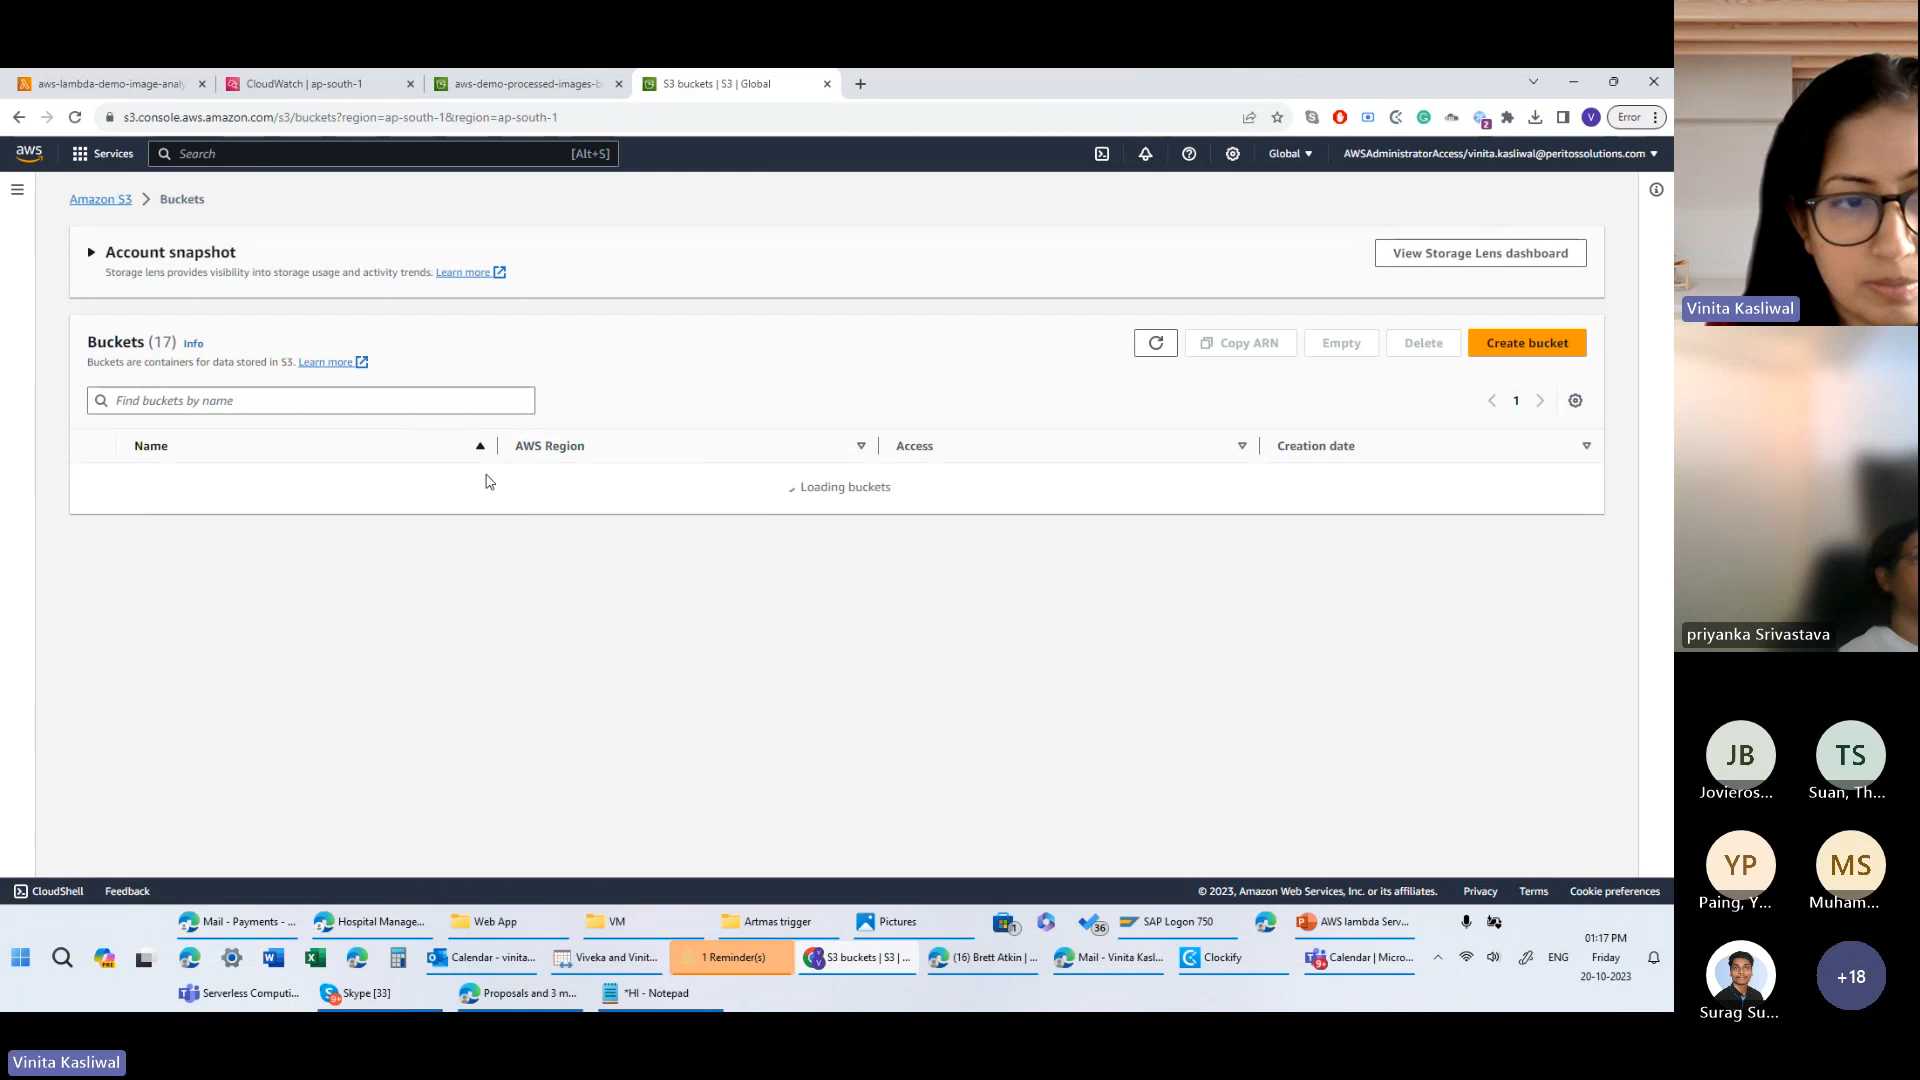 aws-lambda-demo-image-analy
CloudWatch | ap-south-1
aws-demo-processed-images-b
S3 buckets | S3 | Global
s3.console.aws.amazon.com/s3/buckets?region=ap-south-1&region=ap-south-1
2
V
Error
aws
Services
Search
[Alt+S]
Global
AWSAdministratorAccess/vinita.kasliwal@peritossolutions.com
Amazon S3
Buckets
Account snapshot
Storage lens provides visibility into storage usage and activity trends. Learn more
View Storage Lens dashboard
Buckets (17) Info
Buckets are containers for data stored in S3. Learn more
Copy ARN
Empty
Delete
Create bucket
Find buckets by name
1
Name
AWS Region
Access
Creation date
Loading buckets
CloudShell
Feedback
© 2023, Amazon Web Services, Inc. or its affiliates.
Privacy
Terms
Cookie preferences
Mail - Payments - ...
Hospital Manage...
Web App
VM
Artmas trigger
Pictures
1
36
SAP Logon 750
AWS lambda Serv...
Calendar - vinita...
Viveka and Vinit...
1 Reminder(s)
S3 buckets | S3 | ...
(16) Brett Atkin | ...
Mail - Vinita Kasl...
Clockify
9+
Calendar | Micro...
ENG
01:17 PM
Friday
20-10-2023
Serverless Computi...
9+
Skype [33]
Proposals and 3 m...
*HI - Notepad
Vinita Kasliwal
Vinita Kasliwal
priyanka Srivastava
JB
Jovieros...
TS
Suan, Th...
YP
Paing, Y...
MS
Muham...
Surag Su...
+18